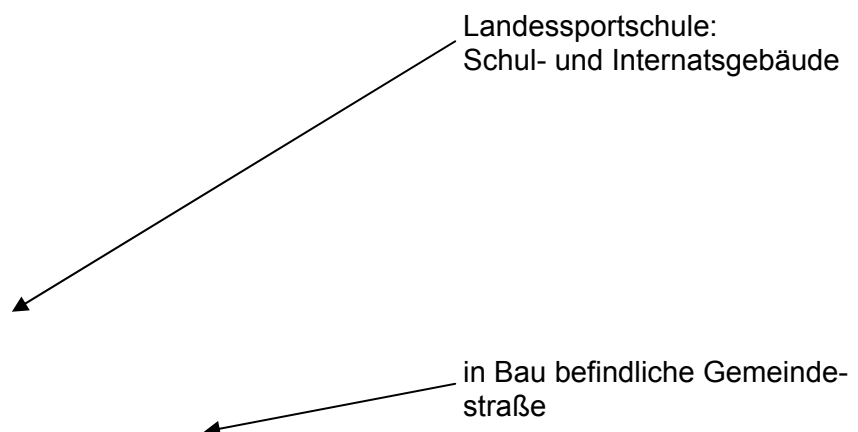 Landessportschule:
Schul- und Internatsgebäude
in Bau befindliche Gemeinde-
straße